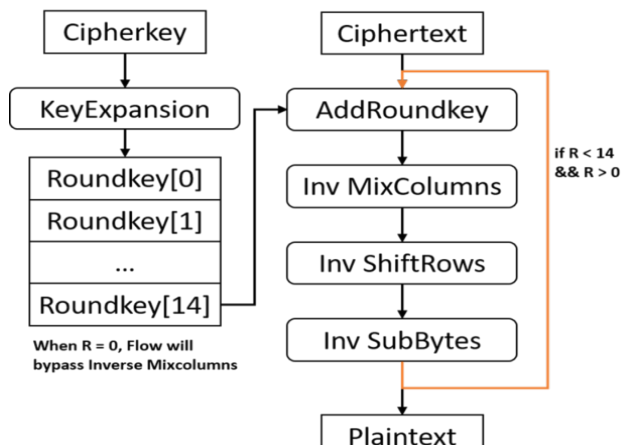 Cipherkey
KeyExpansion
Roundkey[0]
Roundkey[1]
...
Roundkey[14]
When R = 0, Flow will
bypass Inverse Mixcolumns
Ciphertext
AddRoundkey
Inv MixColumns
Inv ShiftRows
Inv SubBytes
Plaintext
if R < 14
&& R > 0